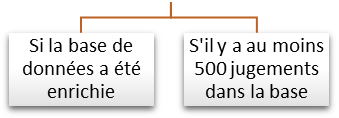 Si la base de
données a été
enrichie
S'il y a au moins
500 jugements
dans la base